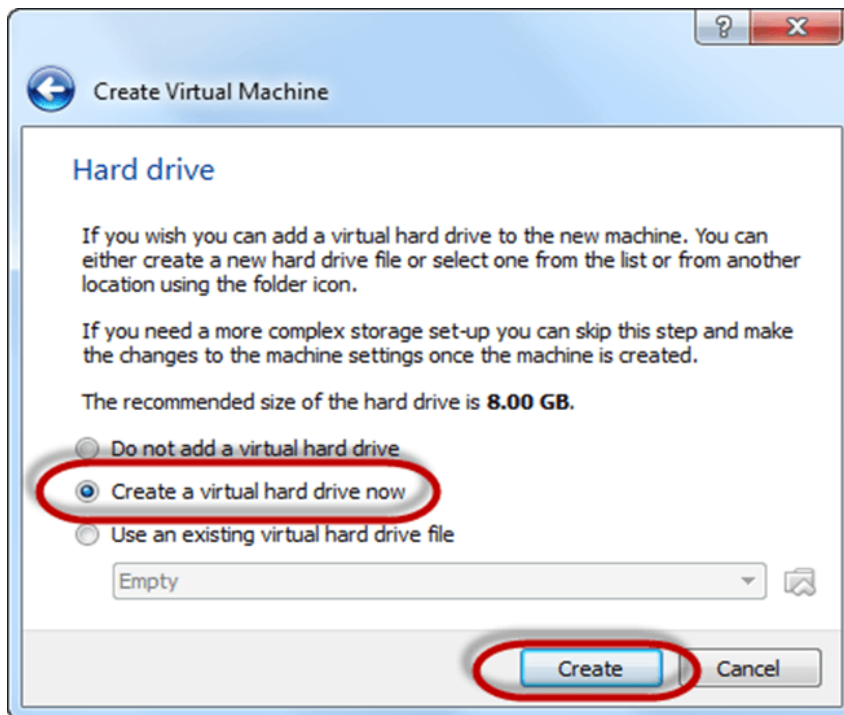 Create Virtual Machine
Hard drive
If you wish you can add a virtual hard drive to the new machine. You can
either create a new hard drive file or select one from the list or from another
location using the folder icon.
If you need a more complex storage set-up you can skip this step and make
the changes to the machine settings once the machine is created.
The recommended size of the hard drive is 8.00 GB.
Do not add a virtual hard drive
Create a virtual hard drive now
Use an existing virtual hard drive file
Empty
Create
Cancel